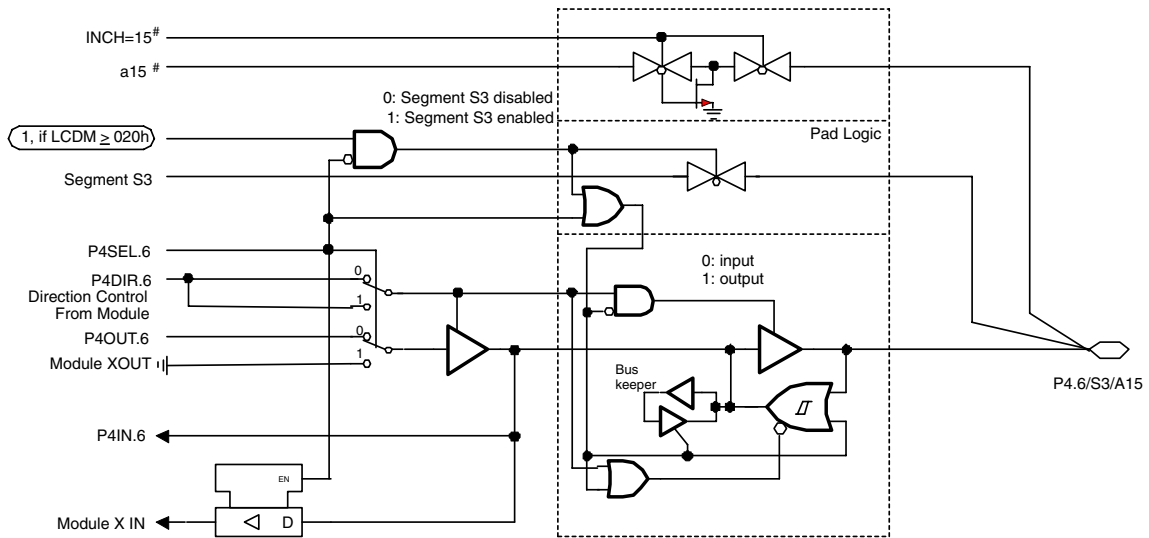 INCH=15#
a15 #
0: Segment S3 disabled
1: Segment S3 enabled
1, if LCDM ≥ 020h
Pad Logic
Segment S3
P4SEL.6
0: input
1: output
P4DIR.6
0
Direction Control
From Module
1
P4OUT.6
0
Module XOUT
1
Bus
keeper
P4.6/S3/A15
P4IN.6
EN
Module X IN
D